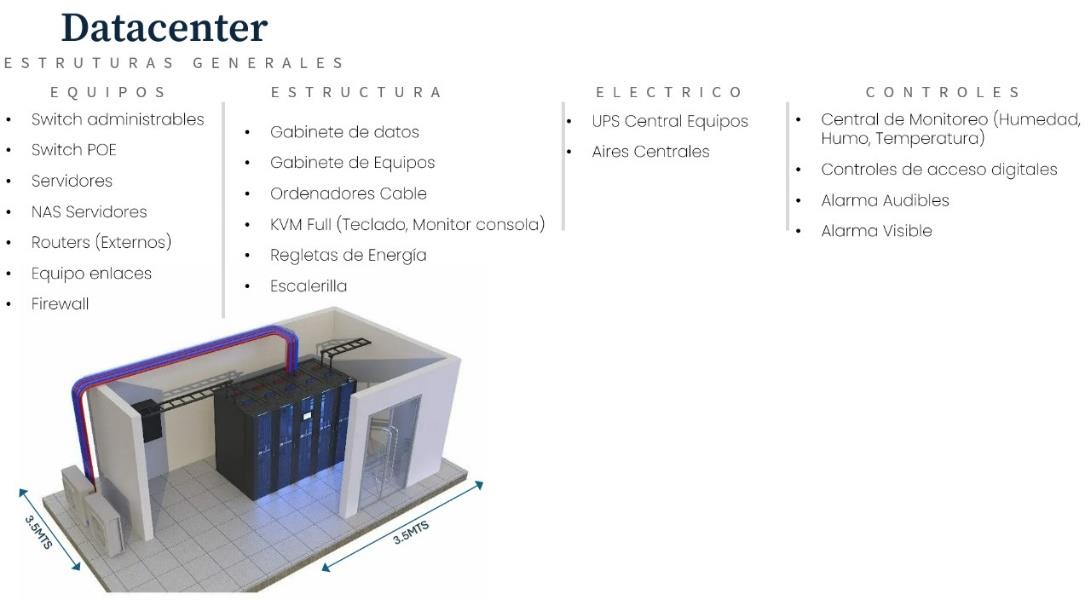 Datacenter
ESTRUTURAS GENERALES
EQUIPOS
Switch administrables
Switch POE
Servidores
NAS Servidores
Routers (Externos)
Equipo enlaces
Firewall
ESTRUCTURA
Gabinete de datos
Gabinete de Equipos
Ordenadores Cable
KVM Full (Teclado, Monitor consola)
Regletas de Energía
Escalerilla
ELECTRICO
UPS Central Equipos
Aires Centrales
CONTROLES
Central de Monitoreo (Humedad,
Humo, Temperatura)
Controles de acceso digitales
Alarma Audibles
Alarma Visible
3.5MTS
3.5MTS